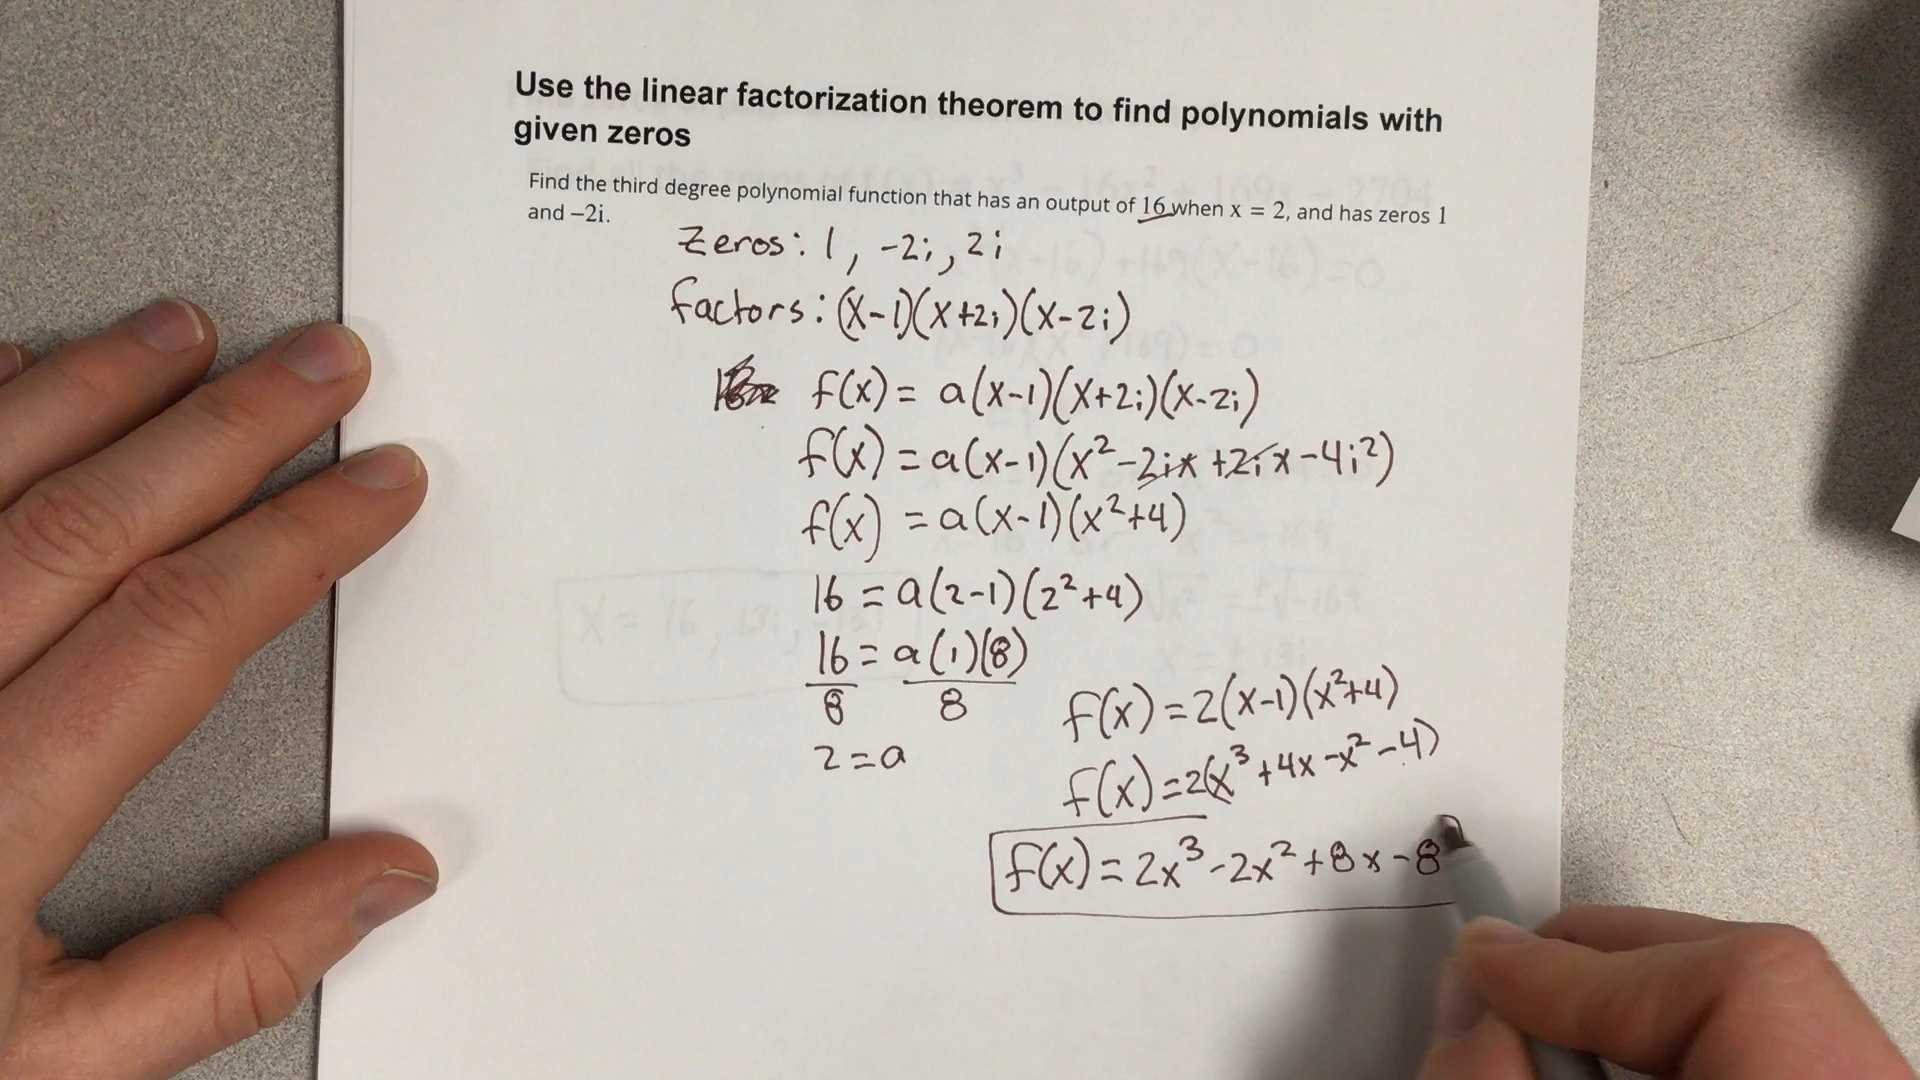 Use the linear factorization theorem to find polynomials with
given zeros
Find the third degree polynomial function that has an output of 16 when x = 2, and has zeros 1
and −2i.
Zeros: 1, -2i, 2i
factors: (x-1)(x+2i)(x-2i)
f(x) = a(x-1)(x+2i)(x-2i)
f(x) = a(x-1)(x²-2ix+2ix-4i²)
f(x) = a(x-1)(x²+4)
16 = a(2-1)(2²+4)
16 = a(1)(8)
8 8
2=a
f(x) = 2(x-1)(x²+4)
f(x) = 2(x³+4x-x²-4)
f(x) = 2x³-2x²+8x-8